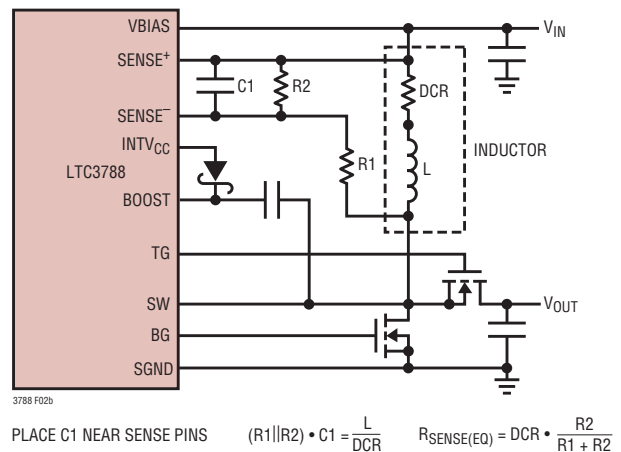 VBIAS
V_IN
SENSE⁺
C1
R2
DCR
SENSE⁻
INTV_CC
R1
L
INDUCTOR
LTC3788
BOOST
TG
SW
V_OUT
BG
SGND
3788 F02b
PLACE C1 NEAR SENSE PINS (R1||R2) • C1 = L/DCR R_SENSE(EQ) = DCR • R2/(R1 + R2)